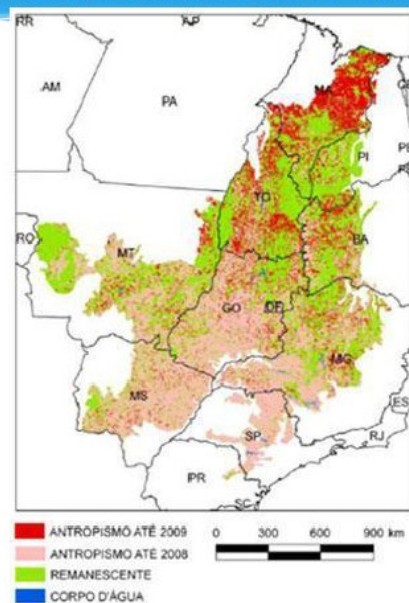 RR
AP
AM
PA
MA
CE
PI
TO
RO
MT
BA
GO
DF
MG
MS
ES
SP
RJ
PR
SC
ANTROPISMO ATÉ 2009
ANTROPISMO ATÉ 2008
REMANESCENTE
CORPO D'ÁGUA
0 300 600 900 km